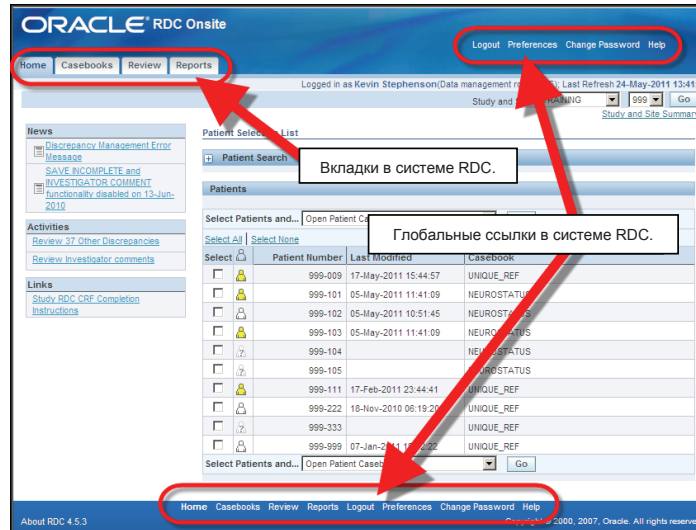 ORACLE® RDC Onsite
Logout Preferences Change Password Help
Home Casebooks Review Reports
Logged in as Kevin Stephenson(Data management Last Refresh 24-May-2011 13:41
Study and TRAINING 999 Go
Study and Site Summary
News
Discrepancy Management Error
Message
SAVE INCOMPLETE and
INVESTIGATOR COMMENT
functionality disabled on 13-Jun-
2010
Activities
Review 37 Other Discrepancies
Review Investigator comments
Links
Study RDC CRF Completion
Instructions
Patient List
Patient Search
Вкладки в системе RDC.
Patients
Select Patients and... Open Patient
Глобальные ссылки в системе RDC.
Select All | Select None
Select Patient Number Last Modified Casebook
999-009 17-May-2011 15:44:57 UNIQUE_REF
999-101 05-May-2011 11:41:09 NEUROSTATUS
999-102 05-May-2011 10:51:45 NEUROSTATUS
999-103 05-May-2011 11:41:09 NEUROSTATUS
999-104 NEUROSTATUS
999-105 NEUROSTATUS
999-111 17-Feb-2011 23:44:41 UNIQUE_REF
999-222 18-Nov-2010 06:19:20 UNIQUE_REF
999-333 UNIQUE_REF
999-999 UNIQUE_REF
Select Patients and... Open Patient Go
Home Casebooks Review Reports Logout Preferences Change Password Help
About RDC 4.5.3 Copyright © 2000, 2007, Oracle. All rights reserve